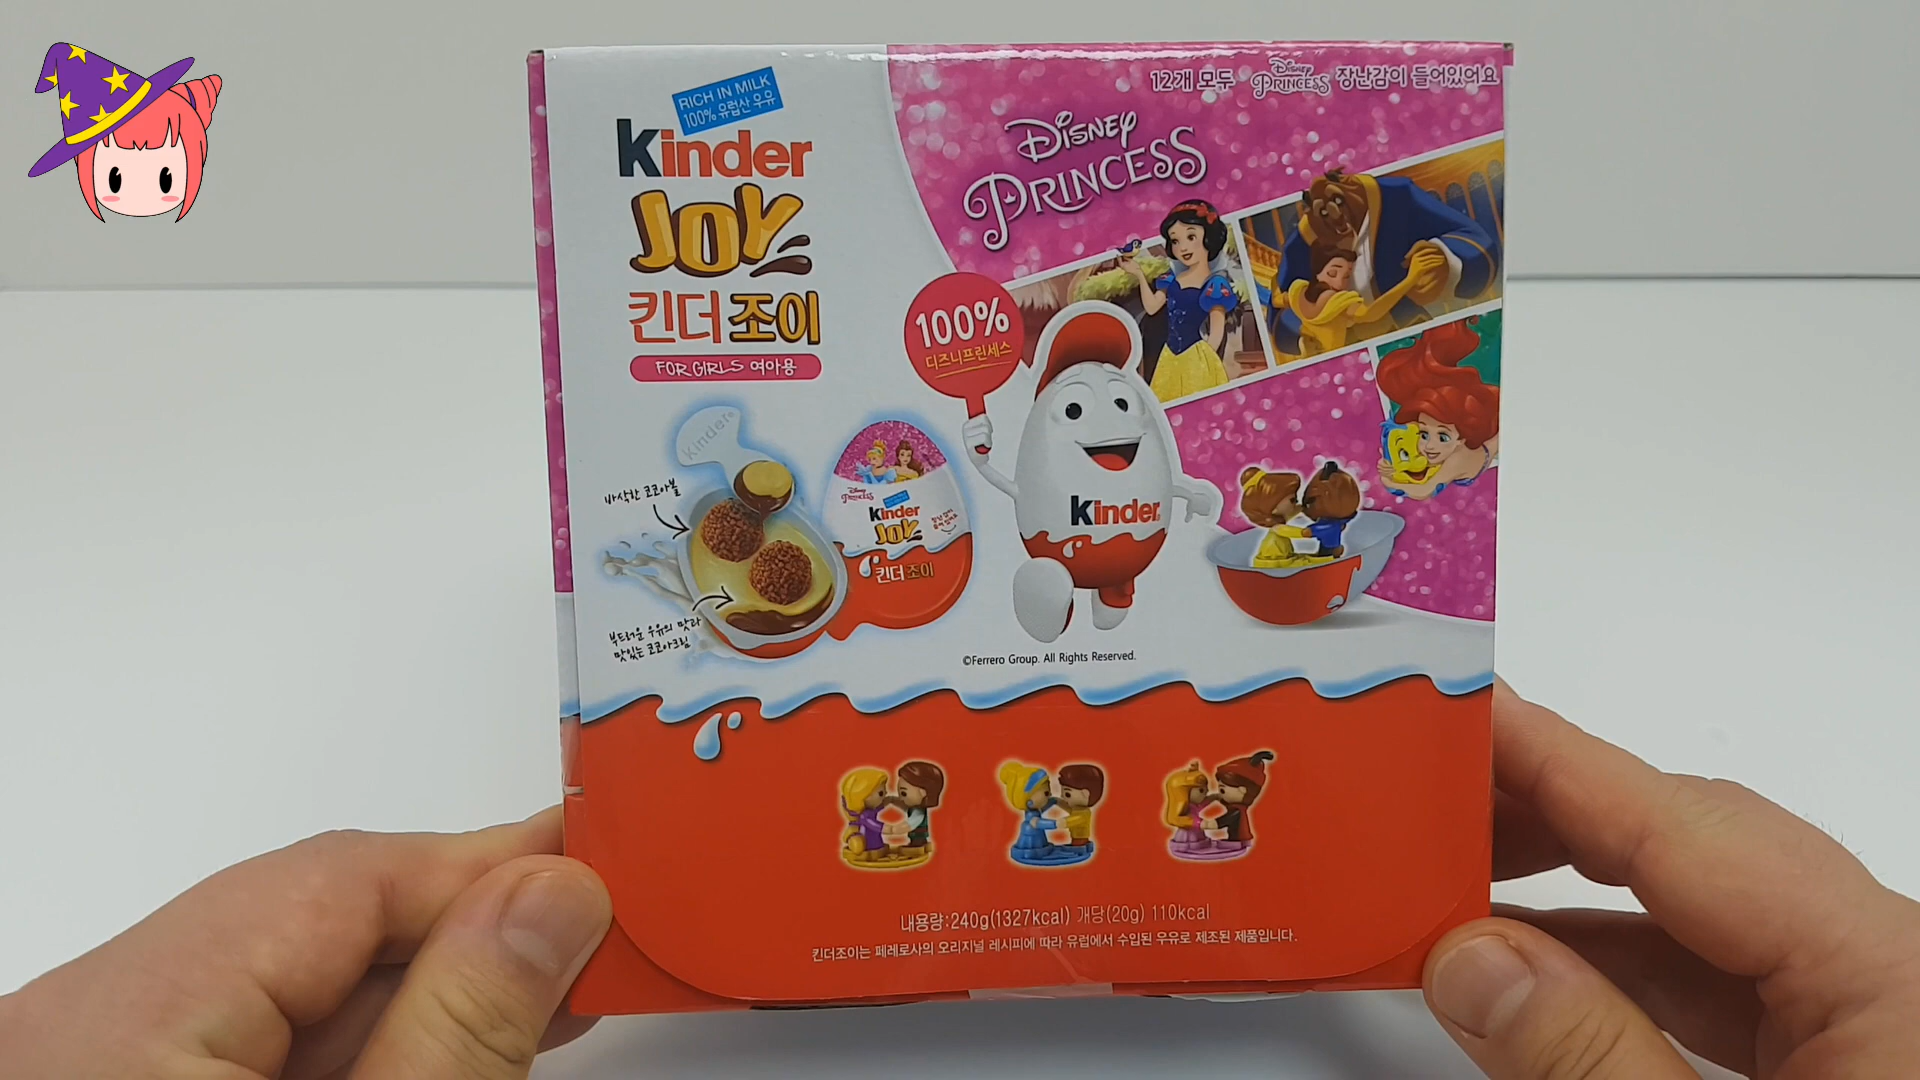 RICH IN MILK
100% 유럽산 우유
Kinder
JOY
킨더 조이
FOR GIRLS 여아용
12개 모두 Disney PRINCESS 장난감이 들어있어요
Disney
PRINCESS
100%
디즈니프린세스
Kinder
바삭한 코코아볼
부드러운 우유의 맛과
맛있는 코코아크림
Disney
PRINCESS
Kinder
JOY
킨더 조이
Kinder
©Ferrero Group. All Rights Reserved.
내용량:240g(1327kcal) 개당(20g) 110kcal
킨더조이는 페레로사의 오리지널 레시피에 따라 유럽에서 수입된 우유로 제조된 제품입니다.